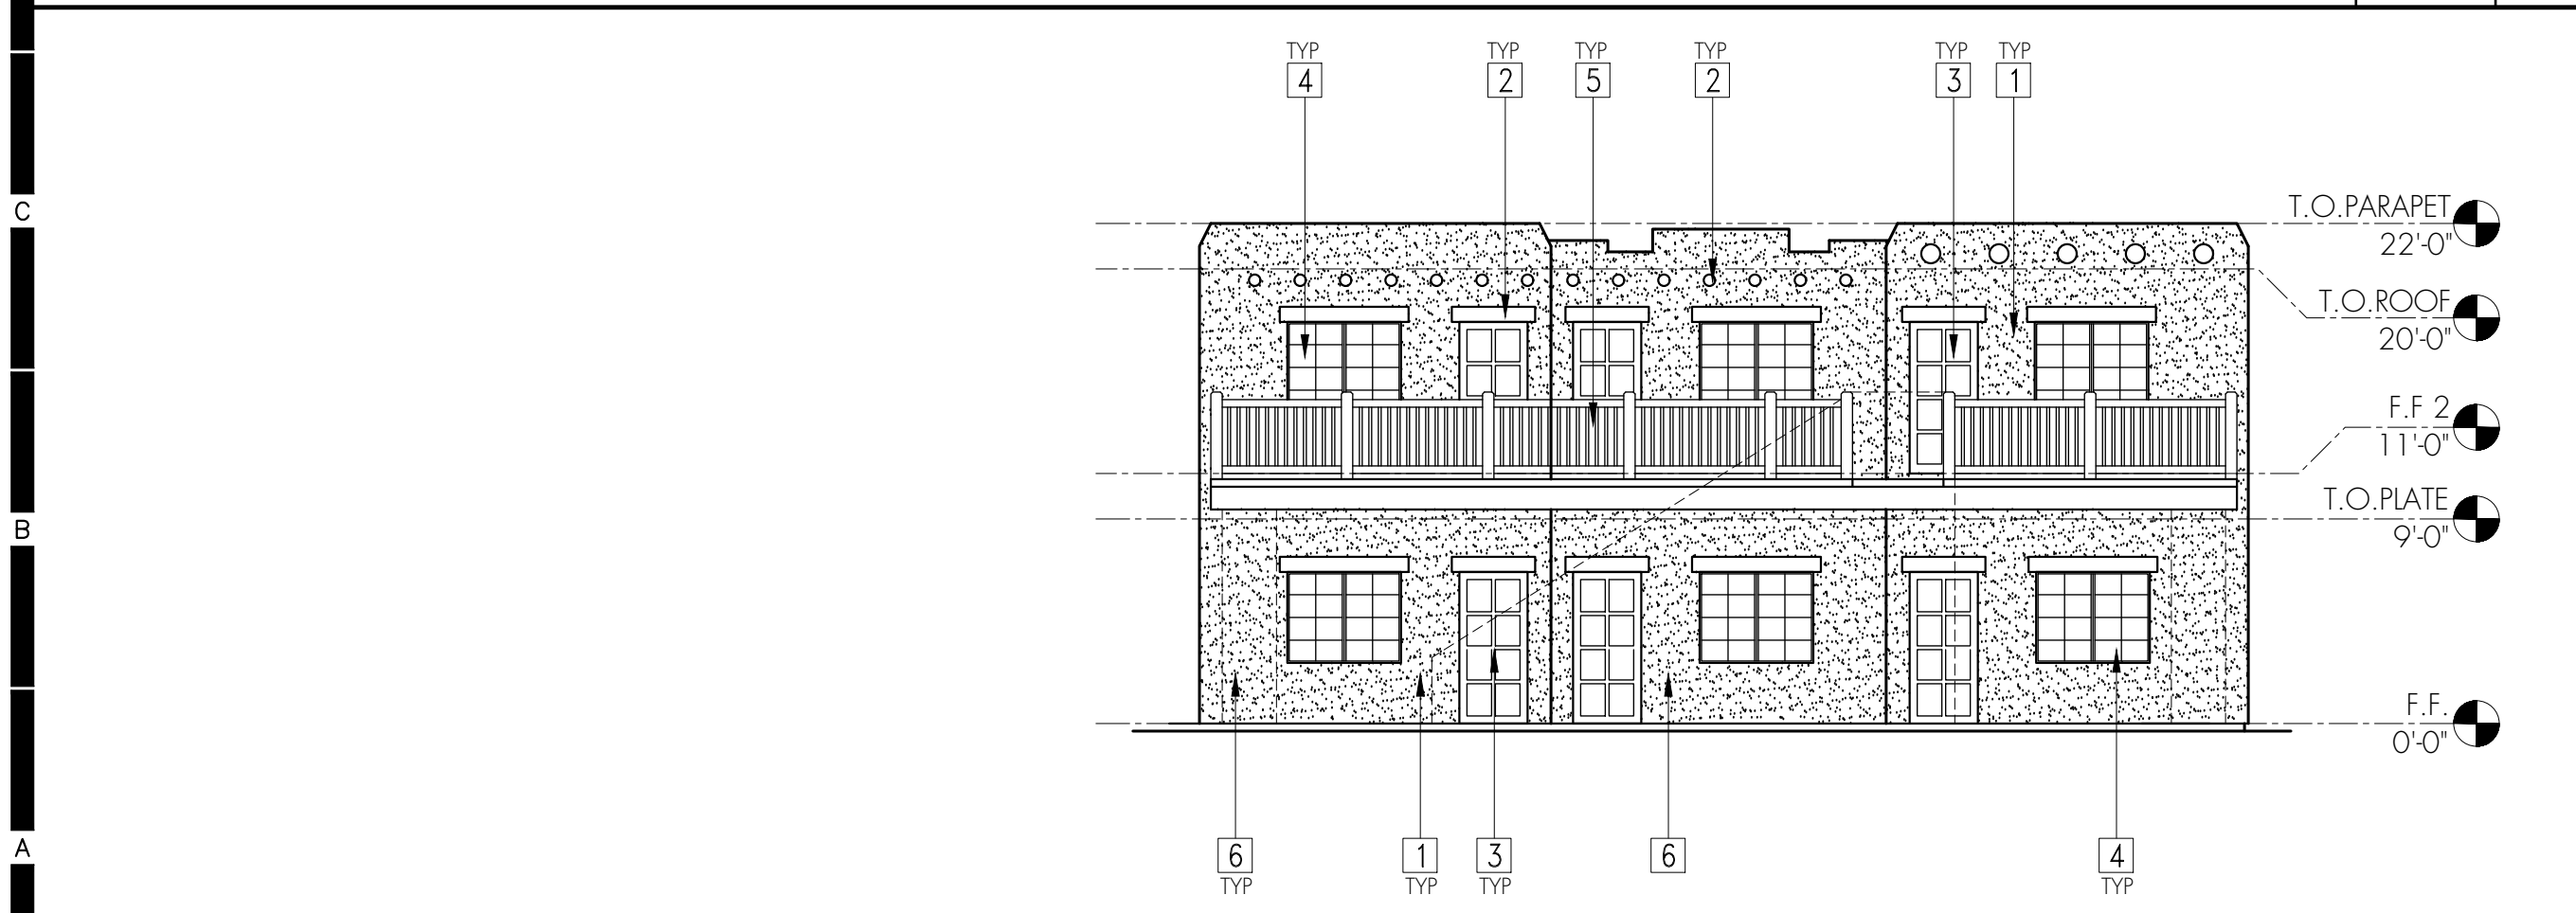 TYP TYP TYP TYP TYP TYP
4 2 5 2 3 1
C
T.O.PARAPET
22'-0"
T.O.ROOF
20'-0"
F.F 2
11'-0"
T.O.PLATE
9'-0"
B
F.F.
0'-0"
A
6 1 3 6 4
TYP TYP TYP TYP